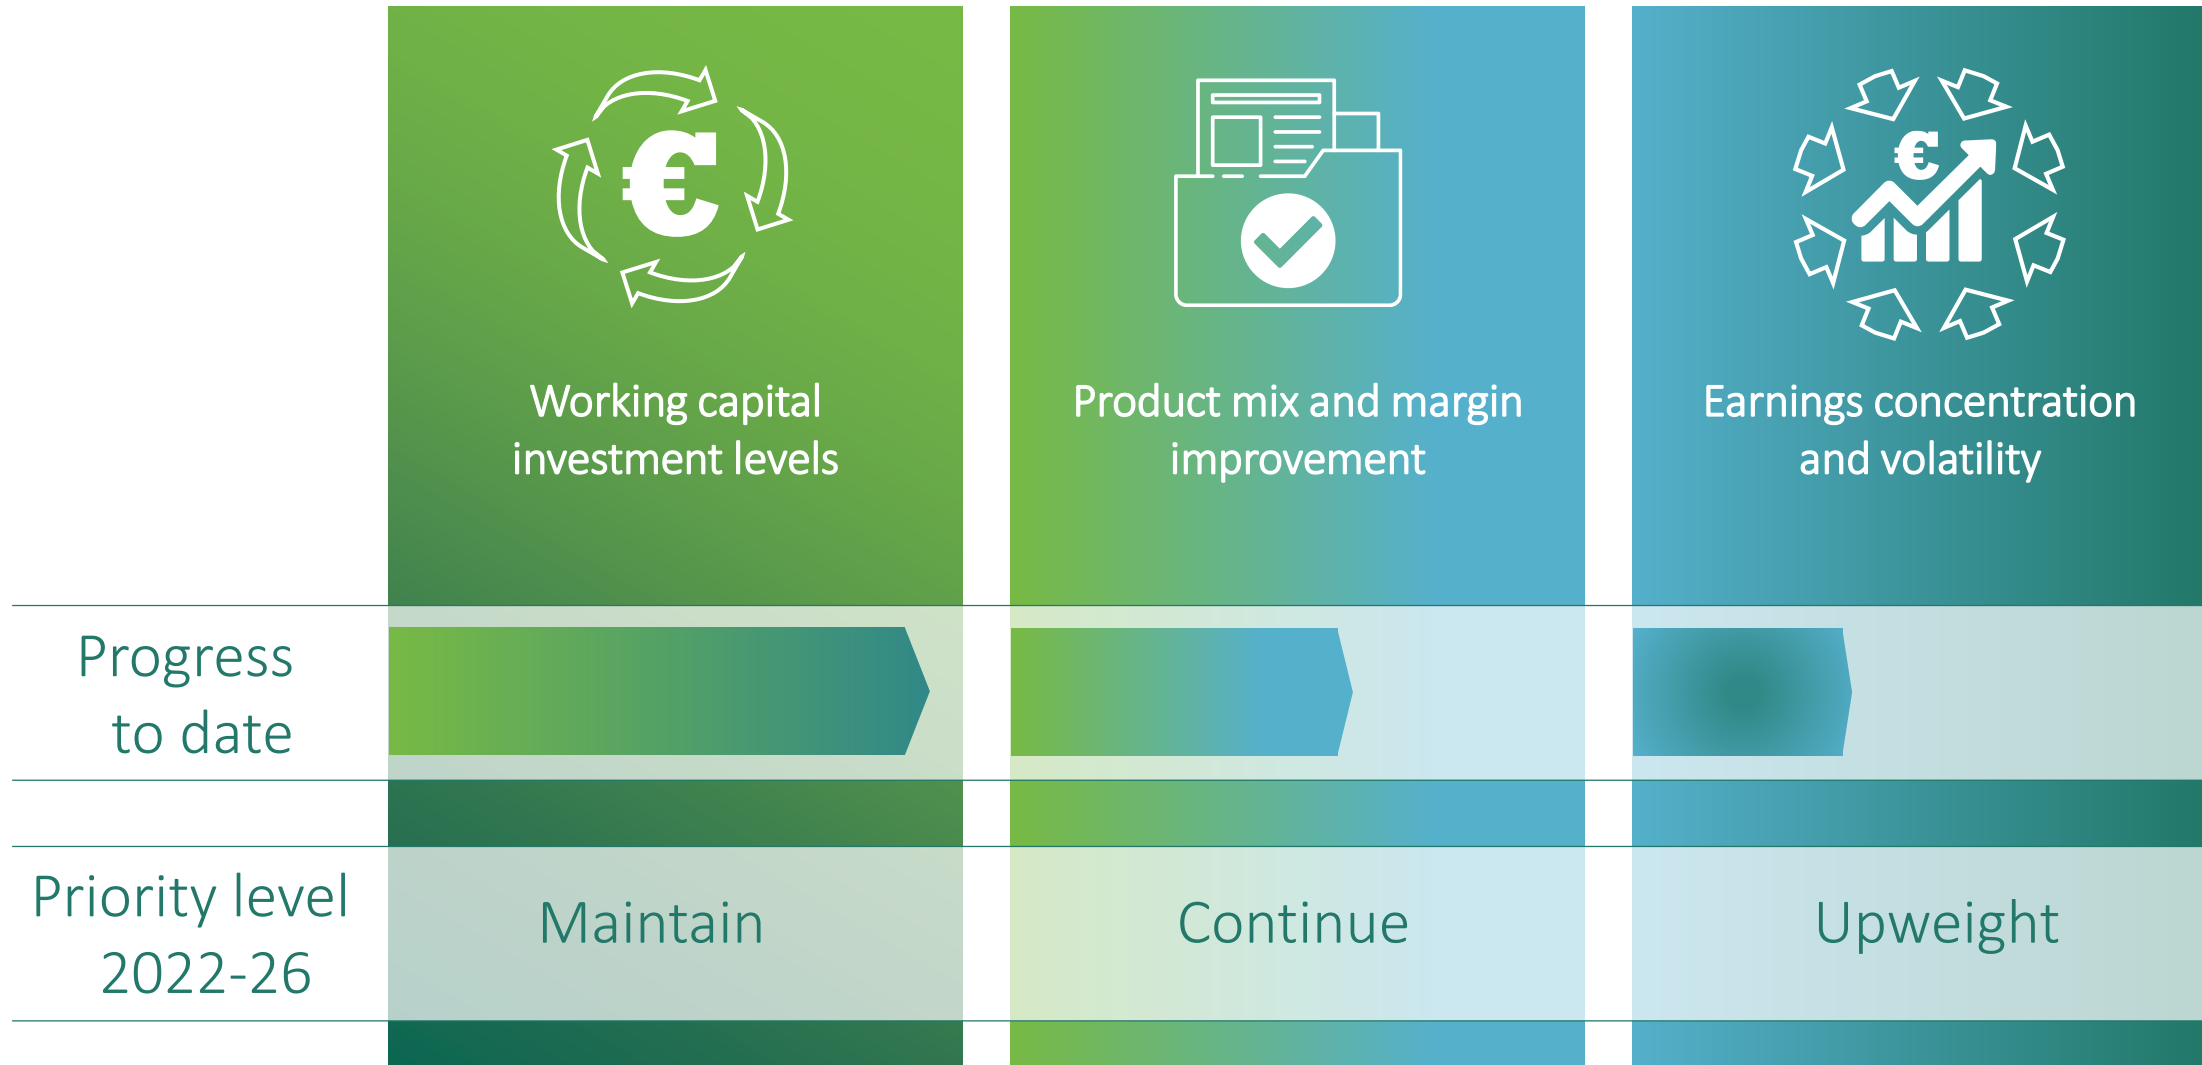 Working capital
investment levels
Product mix and margin
improvement
Earnings concentration
and volatility
Progress
to date
Priority level
2022-26
Maintain
Continue
Upweight